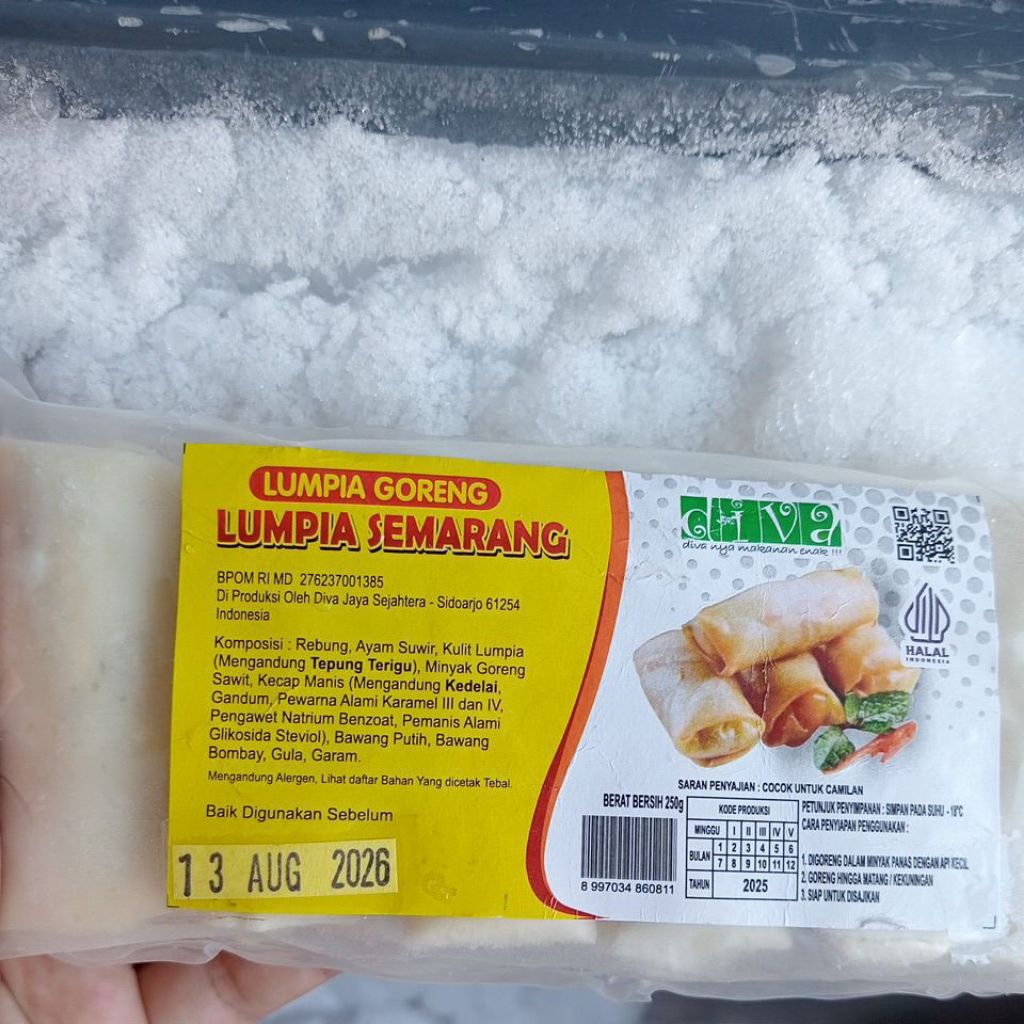 LUMPIA GORENG
LUMPIA SEMARANG
BPOM RI MD 276237001385
Di Produksi Oleh Diva Jaya Sejahtera - Sidoarjo 61254
Indonesia
Komposisi : Rebung, Ayam Suwir, Kulit Lumpia
(Mengandung Tepung Terigu), Minyak Goreng
Sawit, Kecap Manis (Mengandung Kedelai,
Gandum, Pewarna Alami Karamel III dan IV,
Pengawet Natrium Benzoat, Pemanis Alami
Glikosida Steviol), Bawang Putih, Bawang
Bombay, Gula, Garam.
Mengandung Alergen, Lihat daftar Bahan Yang dicetak Tebal.
Baik Digunakan Sebelum
13 AUG 2026
diva
diva nya makanan enak !!!
HALAL
INDONESIA
SARAN PENYAJIAN : COCOK UNTUK CAMILAN
BERAT BERSIH 250g
8 997034 860811
KODE PRODUKSI
MINGGU I II III IV V
BULAN 1 2 3 4 5 6
7 8 9 10 11 12
TAHUN 2025
PETUNJUK PENYIMPANAN : SIMPAN PADA SUHU -18°C
CARA PENYIAPAN PENGGUNAKAN :
1. DIGORENG DALAM MINYAK PANAS DENGAN API KECIL
2. GORENG HINGGA MATANG / KEKUNINGAN
3. SIAP UNTUK DISAJIKAN